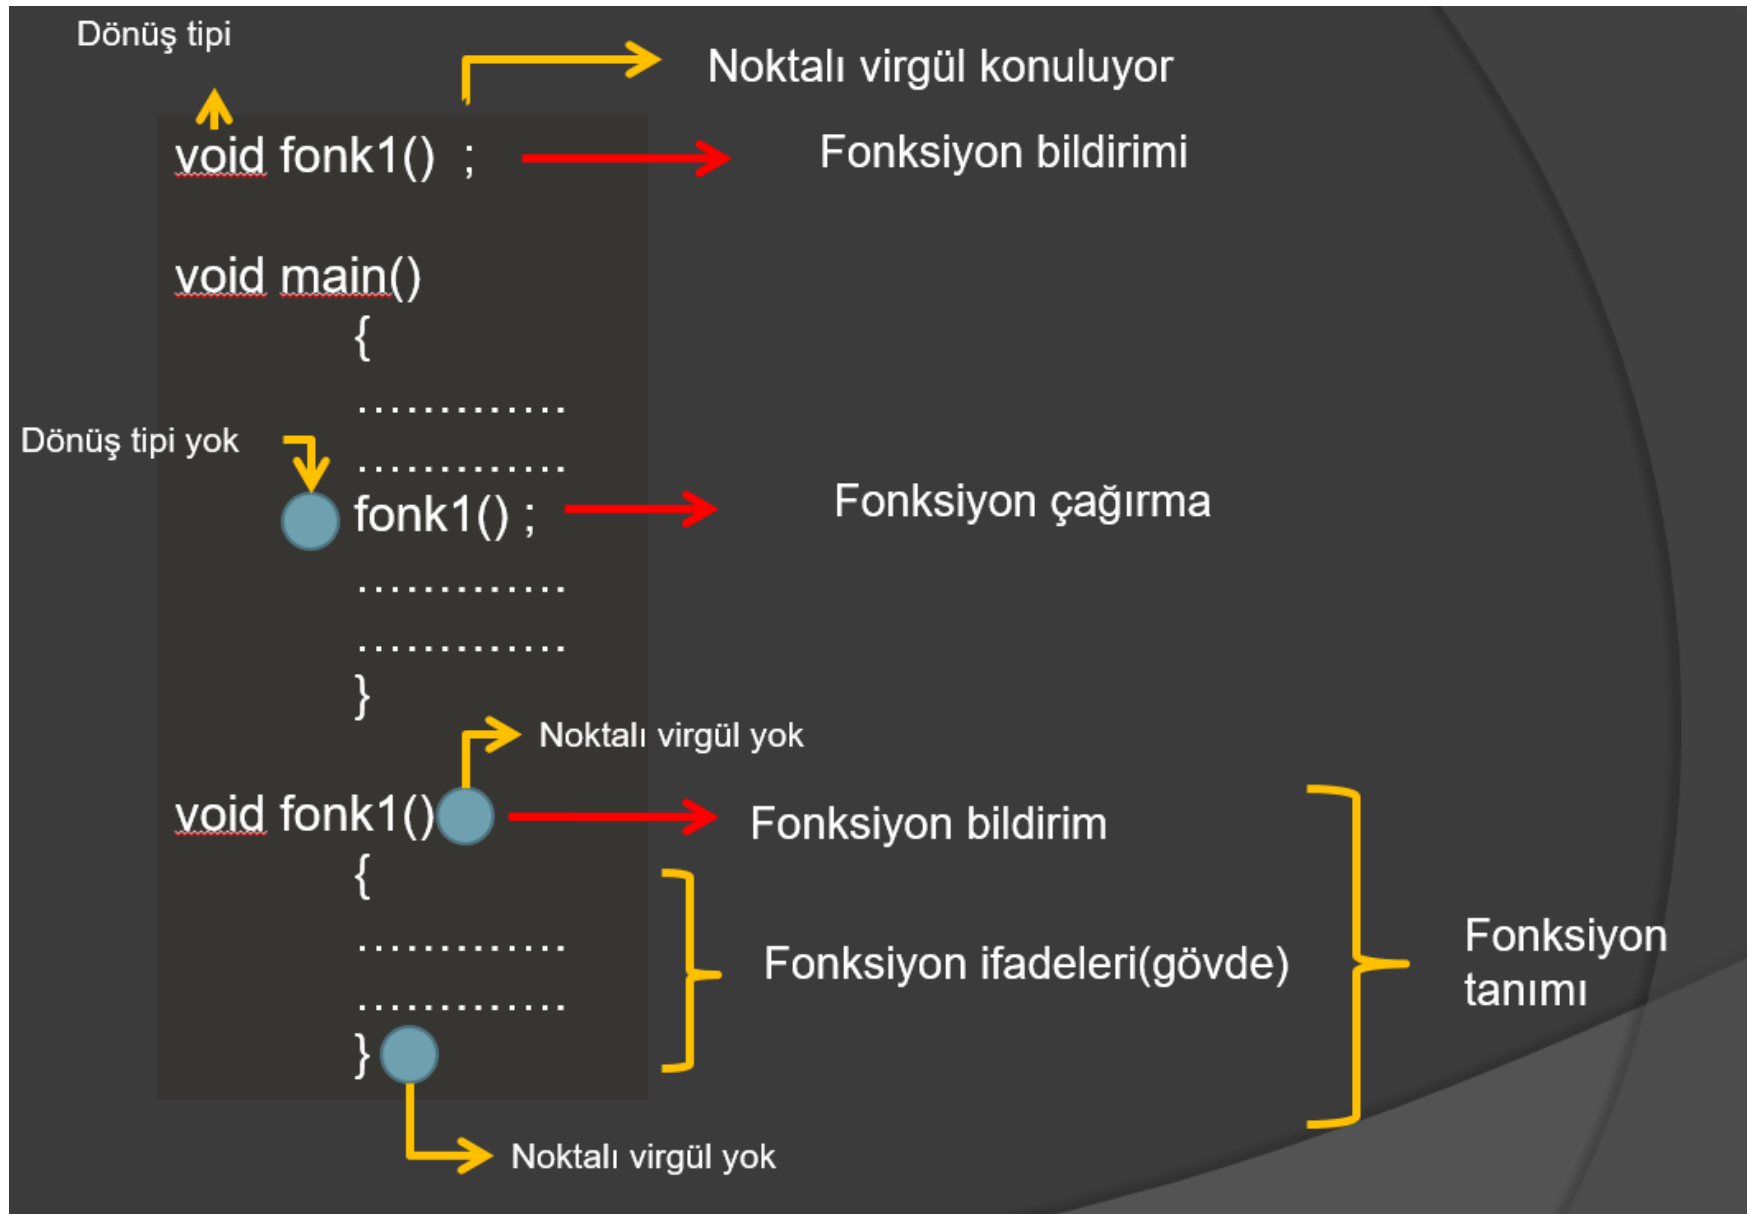 Dönüş tipi
Noktalı virgül konuluyor
void fonk1() ;
Fonksiyon bildirimi
void main()
{
.............
Dönüş tipi yok
.............
fonk1() ;
Fonksiyon çağırma
.............
.............
}
Noktalı virgül yok
void fonk1()
Fonksiyon bildirim
{
.............
Fonksiyon ifadeleri(gövde)
Fonksiyon
tanımı
.............
}
Noktalı virgül yok